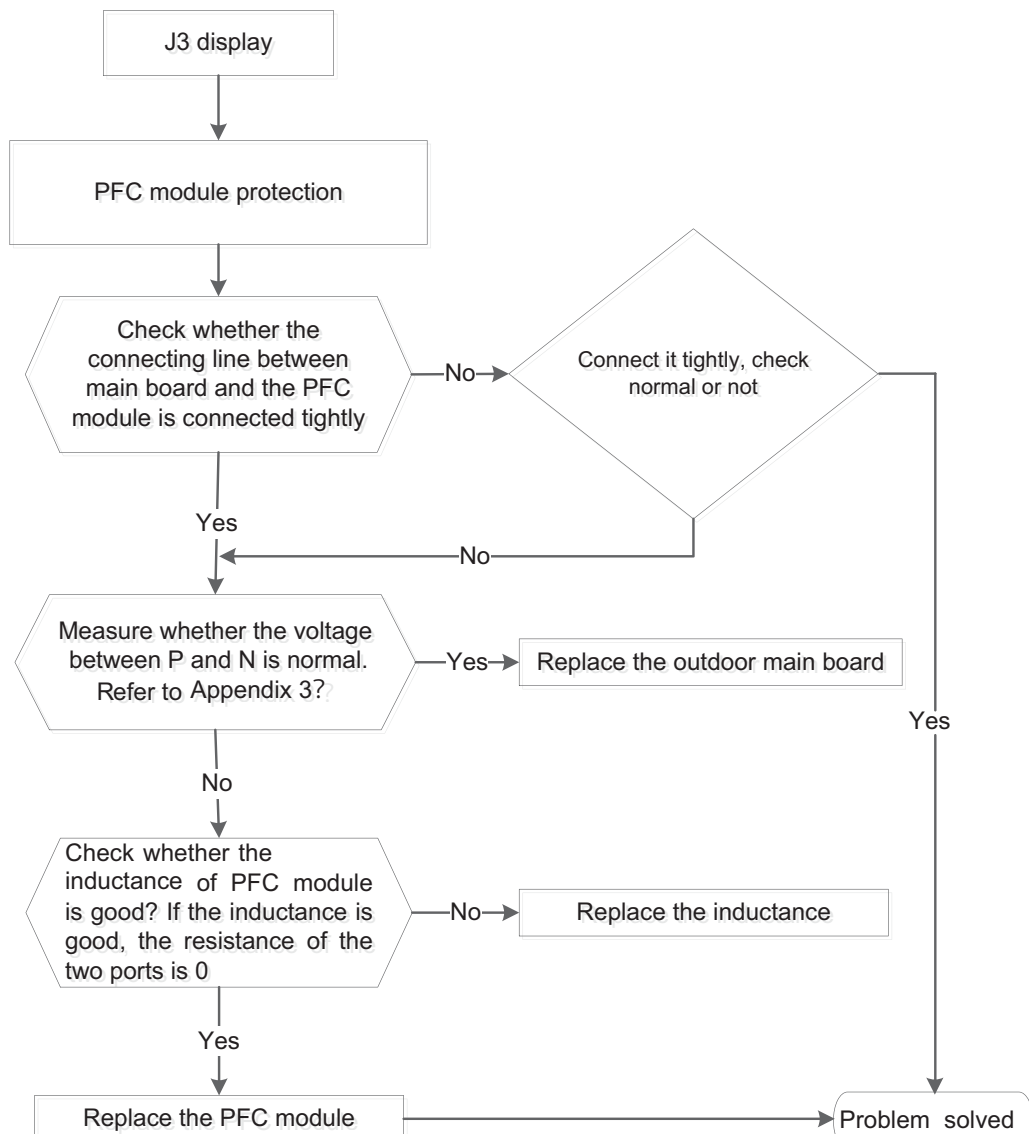 J3 display
PFC module protection
Check whether the
connecting line between
main board and the PFC
module is connected tightly
No
Connect it tightly, check
normal or not
Yes
No
Measure whether the voltage
between P and N is normal.
Refer to Appendix 3?
Yes
Replace the outdoor main board
Yes
No
Check whether the
inductance of PFC module
is good? If the inductance is
good, the resistance of the
two ports is 0
No
Replace the inductance
Yes
Replace the PFC module
Problem solved